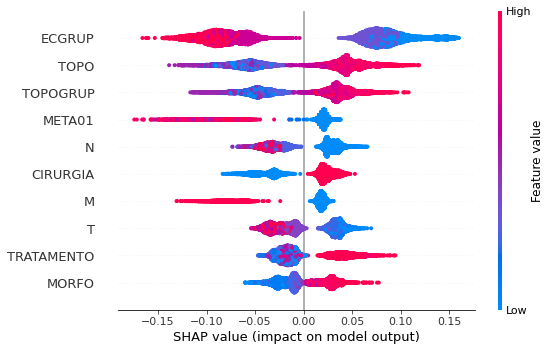 High
ECGRUP
TOPO
TOPOGRUP
META01
N
CIRURGIA
M
T
TRATAMENTO
MORFO
Feature value
Low
−0.15 −0.10 −0.05 0.00 0.05 0.10 0.15
SHAP value (impact on model output)